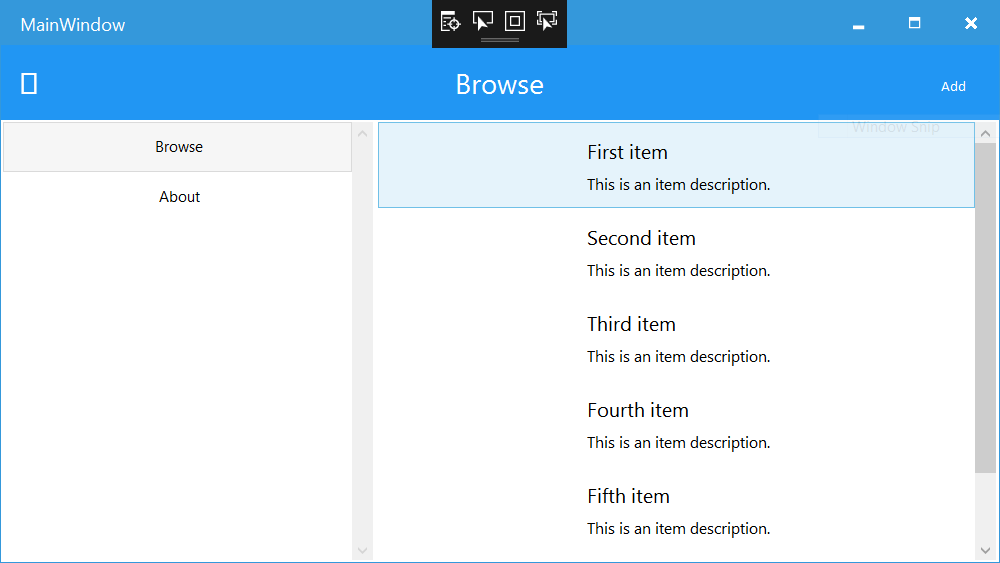 MainWindow
Browse
Add
Window Snip
Browse
About
First item
This is an item description.
Second item
This is an item description.
Third item
This is an item description.
Fourth item
This is an item description.
Fifth item
This is an item description.